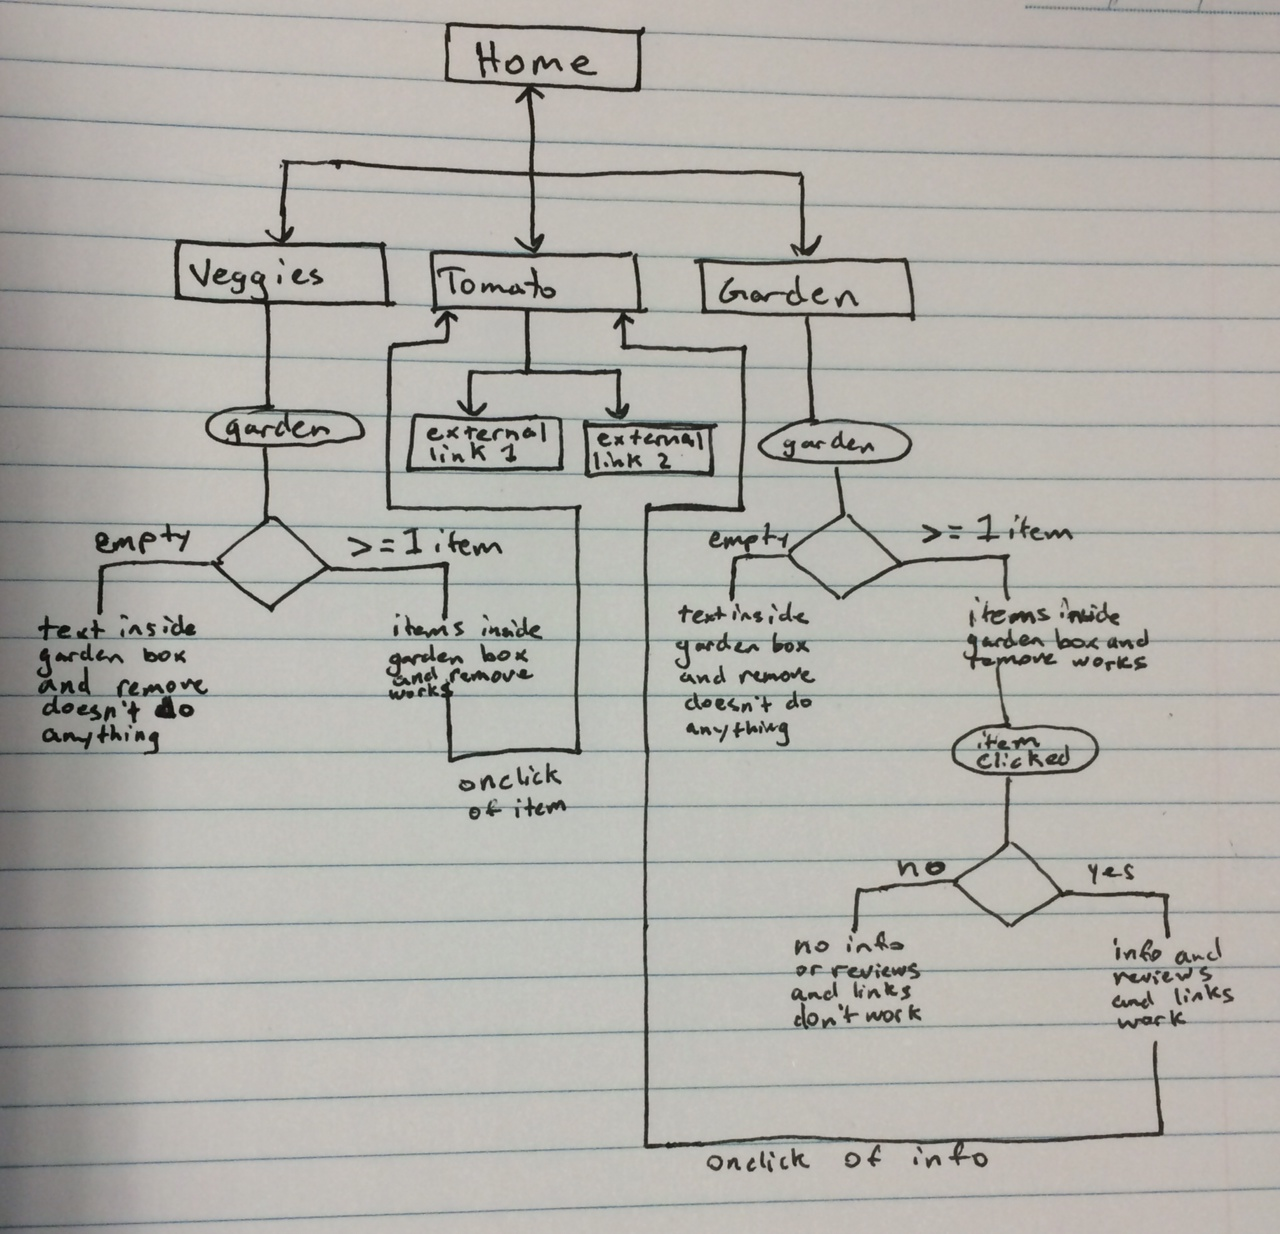 Home
Veggies
Tomato
Garden
external
link 1
external
link 2
garden
garden
empty
>= 1 item
empty
>= 1 item
text inside
garden box
and remove
doesn't do
anything
items inside
garden box
and remove
works
onclick
of item
text inside
garden box
and remove
doesn't do
anything
items inside
garden box and
remove works
item
clicked
no
yes
no info
or reviews
and links
don't work
info and
reviews
and links
work
onclick of info